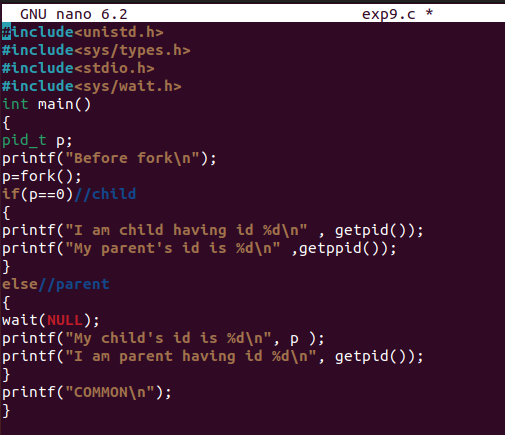 GNU nano 6.2 exp9.c *
#include<unistd.h>
#include<sys/types.h>
#include<stdio.h>
#include<sys/wait.h>
int main()
{
pid_t p;
printf("Before fork\n");
p=fork();
if(p==0)//child
{
printf("I am child having id %d\n" , getpid());
printf("My parent's id is %d\n" ,getppid());
}
else//parent
{
wait(NULL);
printf("My child's id is %d\n", p );
printf("I am parent having id %d\n", getpid());
}
printf("COMMON\n");
}